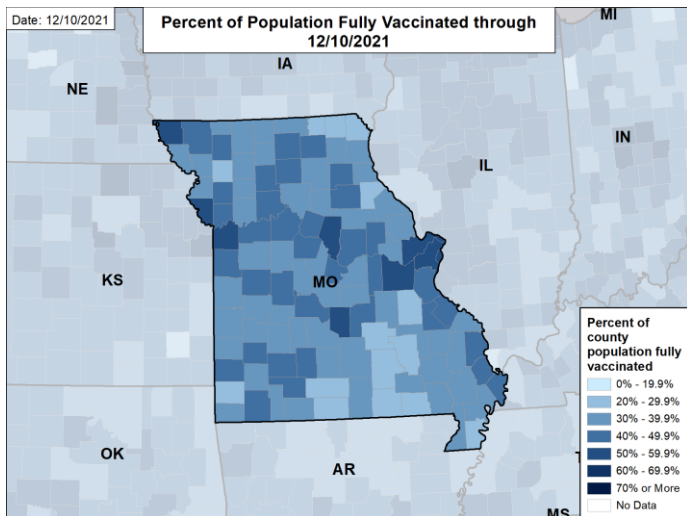 Date: 12/10/2021
Percent of Population Fully Vaccinated through
12/10/2021
MI
IA
NE
IL
IN
KS
MO
OK
AR
T
MS
Percent of
county
population fully
vaccinated
0% - 19.9%
20% - 29.9%
30% - 39.9%
40% - 49.9%
50% - 59.9%
60% - 69.9%
70% or More
No Data